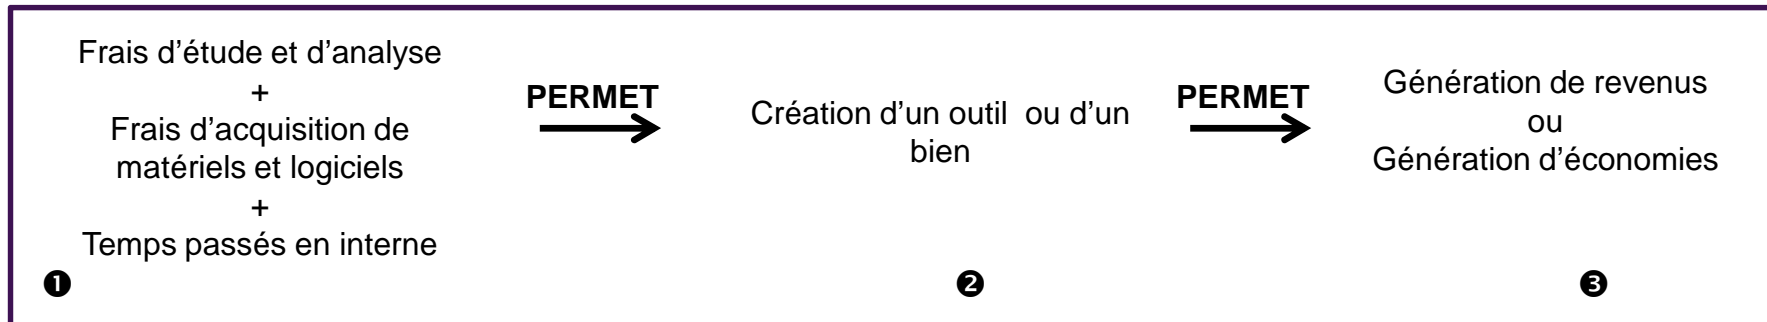 Frais d’étude et d’analyse
+
Frais d’acquisition de
matériels et logiciels
+
Temps passés en interne
❶
PERMET
Création d’un outil ou d’un
bien
❷
PERMET
Génération de revenus
ou
Génération d’économies
❸